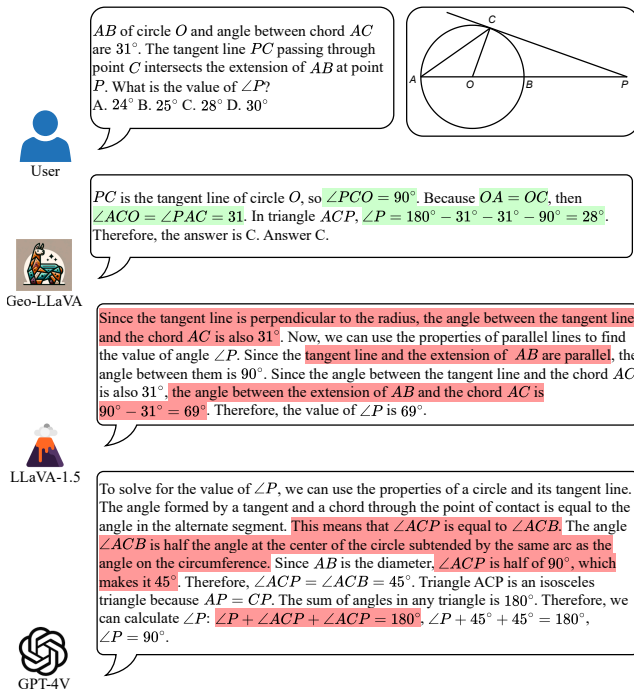 AB of circle O and angle between chord AC
are 31°. The tangent line PC passing through
point C intersects the extension of AB at point
P. What is the value of ∠P?
A. 24° B. 25° C. 28° D. 30°
C
A
O
B
P
User
PC is the tangent line of circle O, so ∠PCO = 90°. Because OA = OC, then
∠ACO = ∠PAC = 31. In triangle ACP, ∠P = 180° − 31° − 31° − 90° = 28°.
Therefore, the answer is C. Answer C.
Geo-LLaVA
Since the tangent line is perpendicular to the radius, the angle between the tangent line
and the chord AC is also 31°. Now, we can use the properties of parallel lines to find
the value of angle ∠P. Since the tangent line and the extension of AB are parallel, the
angle between them is 90°. Since the angle between the tangent line and the chord AC
is also 31°, the angle between the extension of AB and the chord AC is
90° − 31° = 69°. Therefore, the value of ∠P is 69°.
LLaVA-1.5
To solve for the value of ∠P, we can use the properties of a circle and its tangent line.
The angle formed by a tangent and a chord through the point of contact is equal to the
angle in the alternate segment. This means that ∠ACP is equal to ∠ACB. The angle
∠ACB is half the angle at the center of the circle subtended by the same arc as the
angle on the circumference. Since AB is the diameter, ∠ACP is half of 90°, which
makes it 45°. Therefore, ∠ACP = ∠ACB = 45°. Triangle ACP is an isosceles
triangle because AP = CP. The sum of angles in any triangle is 180°. Therefore, we
can calculate ∠P: ∠P + ∠ACP + ∠ACP = 180°, ∠P + 45° + 45° = 180°,
∠P = 90°.
GPT-4V